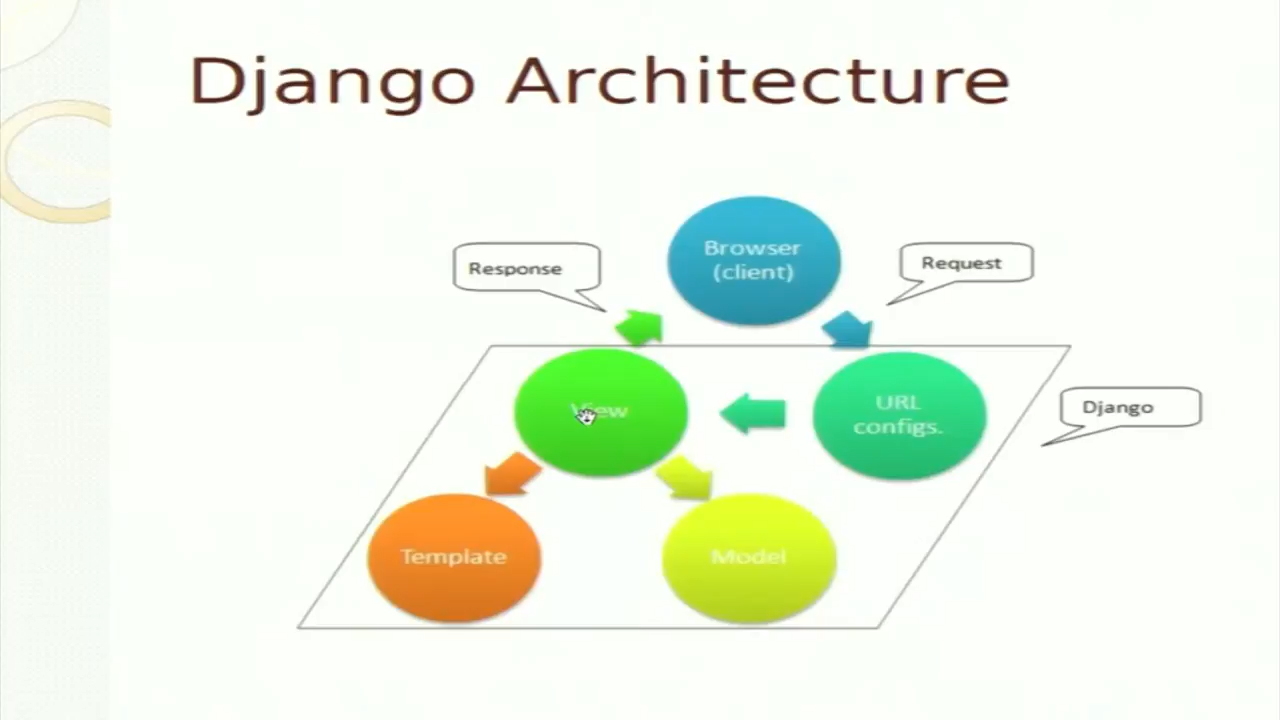 Django Architecture
Browser
(client)
Response
Request
View
URL
configs.
Django
Template
Model